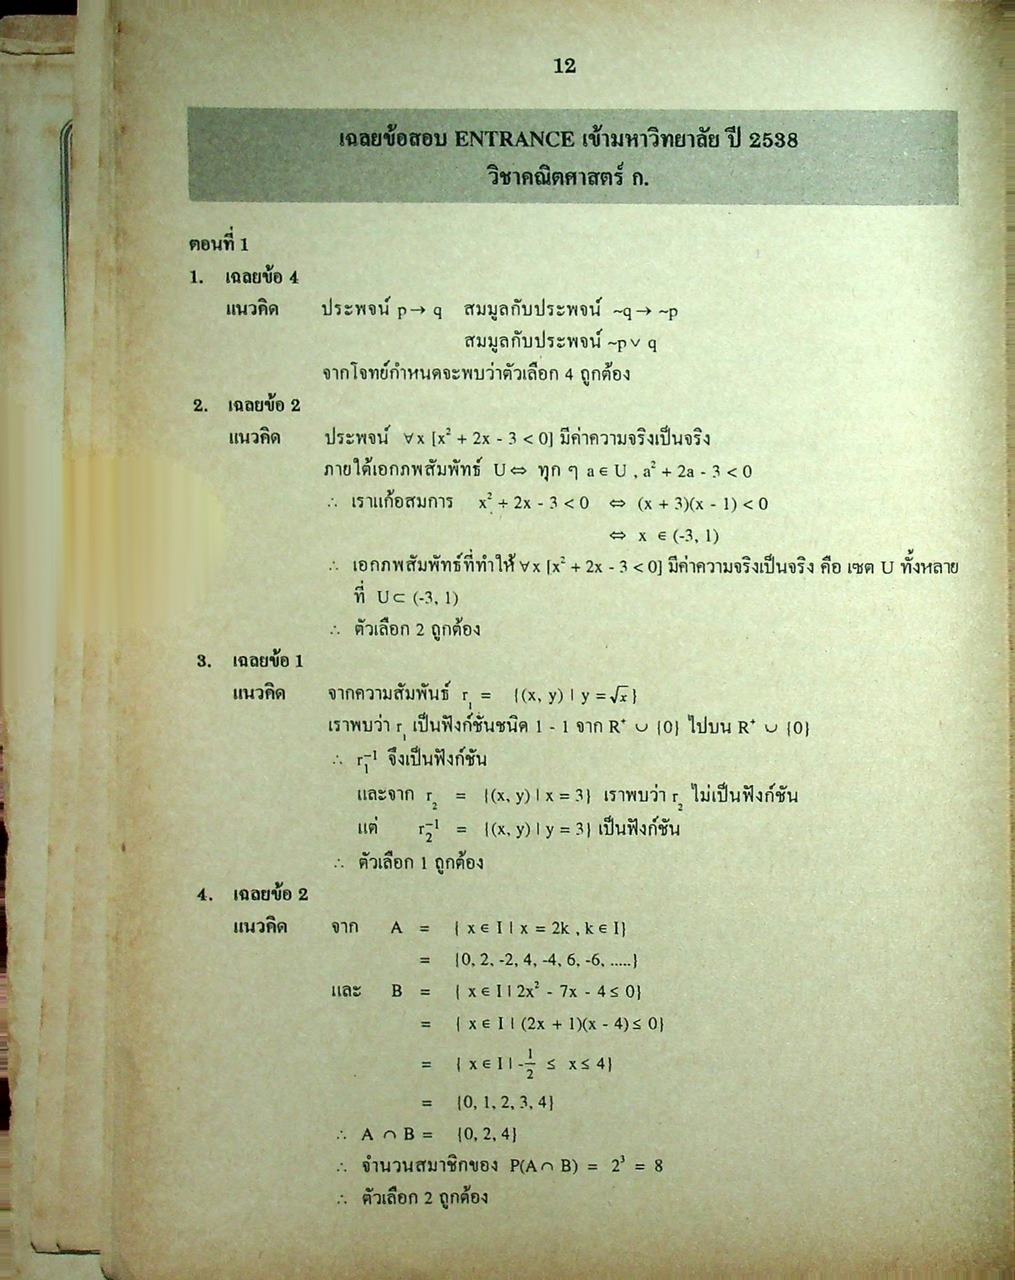 12
เฉลยข้อสอบ ENTRANCE เข้ามหาวิทยาลัย ปี 2538
วิชาคณิตศาสตร์ ก.
ตอนที่ 1
1. เฉลยข้อ 4
แนวคิด ประพจน์ p → q สมมูลกับประพจน์ ~q → ~p
สมมูลกับประพจน์ ~p ∨ q
จากโจทย์กำหนดจะพบว่าตัวเลือก 4 ถูกต้อง
2. เฉลยข้อ 2
แนวคิด ประพจน์ ∀x [x² + 2x - 3 < 0] มีค่าความจริงเป็นจริง
ภายใต้เอกภพสัมพัทธ์ U ⇔ ทุก ๆ a ∈ U , a² + 2a - 3 < 0
∴ เราแก้อสมการ x² + 2x - 3 < 0 ⇔ (x + 3)(x - 1) < 0
⇔ x ∈ (-3, 1)
∴ เอกภพสัมพัทธ์ที่ทำให้ ∀x [x² + 2x - 3 < 0] มีค่าความจริงเป็นจริง คือ เซต U ทั้งหลาย
ที่ U ⊂ (-3, 1)
∴ ตัวเลือก 2 ถูกต้อง
3. เฉลยข้อ 1
แนวคิด จากความสัมพันธ์ r₁ = {(x, y) | y = √x}
เราพบว่า r₁ เป็นฟังก์ชันชนิด 1 - 1 จาก R⁺ ∪ {0} ไปบน R⁺ ∪ {0}
∴ r₁⁻¹ จึงเป็นฟังก์ชัน
และจาก r₂ = {(x, y) | x = 3} เราพบว่า r₂ ไม่เป็นฟังก์ชัน
แต่ r₂⁻¹ = {(x, y) | y = 3} เป็นฟังก์ชัน
∴ ตัวเลือก 1 ถูกต้อง
4. เฉลยข้อ 2
แนวคิด จาก A = { x ∈ I | x = 2k , k ∈ I}
= {0, 2, -2, 4, -4, 6, -6, .....}
และ B = { x ∈ I | 2x² - 7x - 4 ≤ 0}
= { x ∈ I | (2x + 1)(x - 4) ≤ 0}
= { x ∈ I | -1/2 ≤ x ≤ 4}
= {0, 1, 2, 3, 4}
∴ A ∩ B = {0, 2, 4}
∴ จำนวนสมาชิกของ P(A ∩ B) = 2³ = 8
∴ ตัวเลือก 2 ถูกต้อง